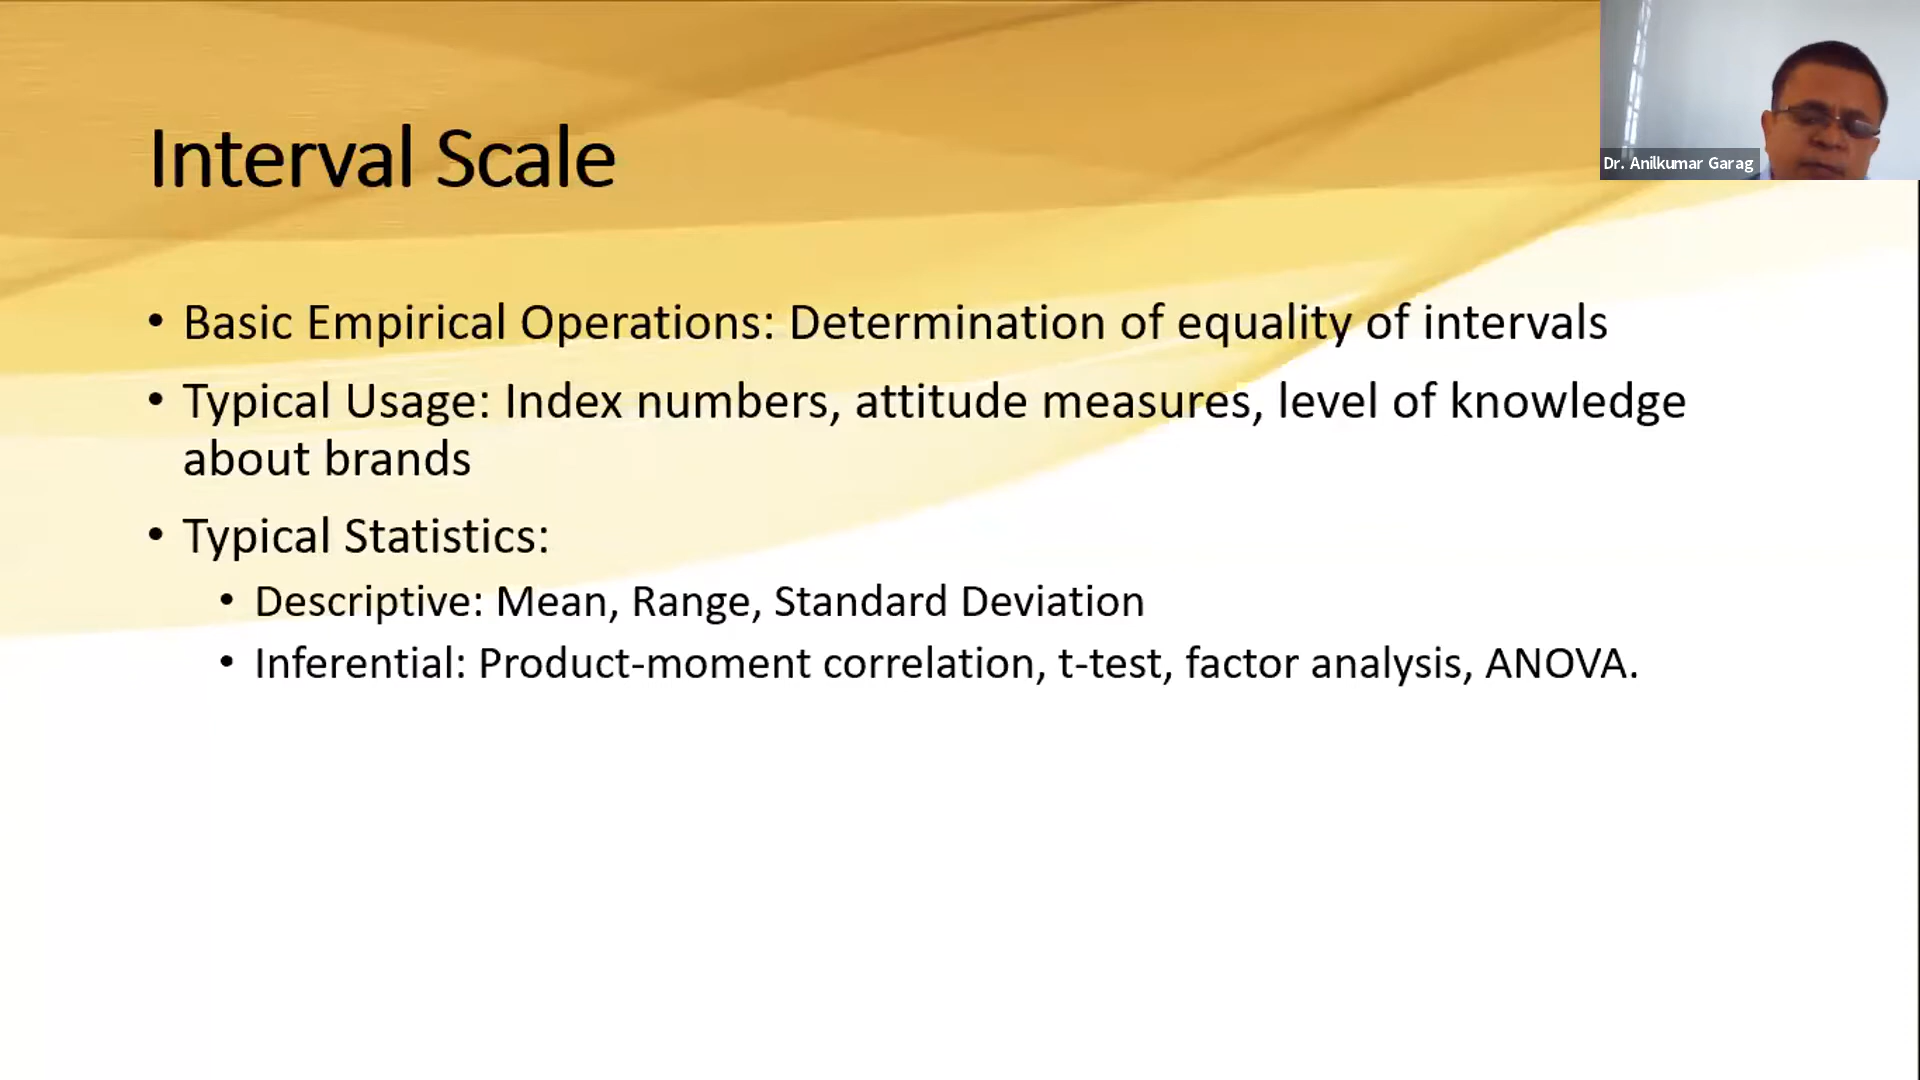 Dr. Anilkumar Garag
Interval Scale
• Basic Empirical Operations: Determination of equality of intervals
• Typical Usage: Index numbers, attitude measures, level of knowledge
about brands
• Typical Statistics:
• Descriptive: Mean, Range, Standard Deviation
• Inferential: Product-moment correlation, t-test, factor analysis, ANOVA.